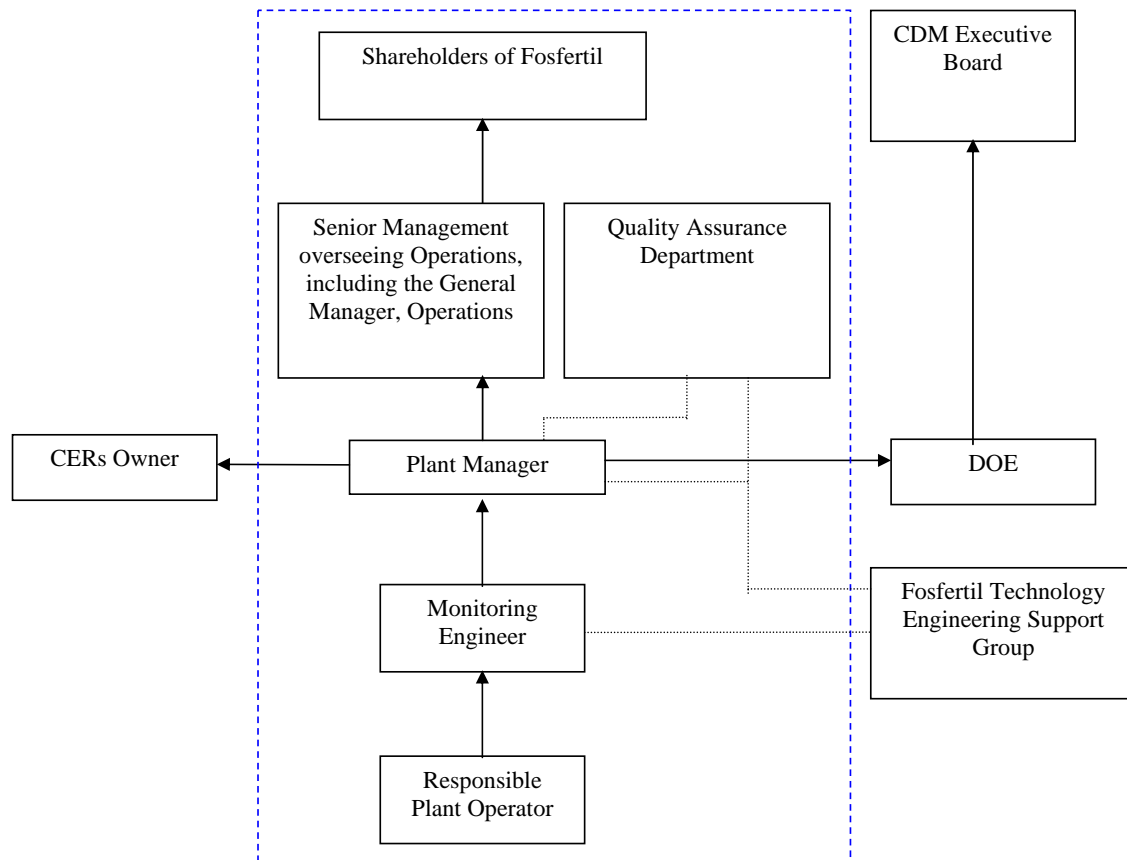 Shareholders of Fosfertil
CDM Executive
Board
Senior Management
overseeing Operations,
including the General
Manager, Operations
Quality Assurance
Department
CERs Owner
Plant Manager
DOE
Monitoring
Engineer
Fosfertil Technology
Engineering Support
Group
Responsible
Plant Operator